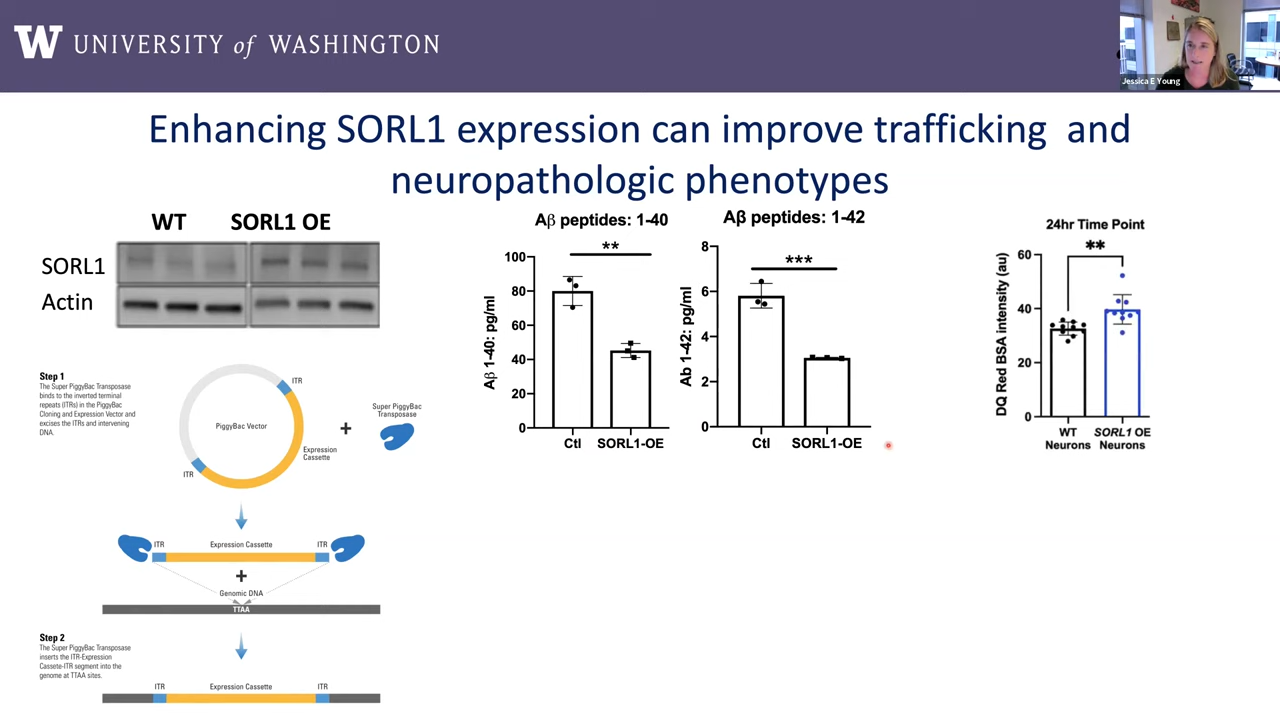 W UNIVERSITY of WASHINGTON
Jessica E Young
Enhancing SORL1 expression can improve trafficking and
neuropathologic phenotypes
WT SORL1 OE
SORL1
Actin
Step 1
The Super PiggyBac Transposase
binds to the inverted terminal
repeats (ITRs) in the PiggyBac
Cloning and Expression Vector and
excises the ITRs and intervening
DNA.
ITR
PiggyBac Vector
Expression
Cassette
ITR
+
Super PiggyBac
Transposase
ITR Expression Cassette ITR
+
Genomic DNA
TTAA
Step 2
The Super PiggyBac Transposase
inserts the ITR-Expression
Cassete-ITR segment into the
genome at TTAA sites.
ITR Expression Cassette ITR
Aβ peptides: 1-40
**
Aβ 1-40: pg/ml
100
80
60
40
20
0
Ctl SORL1-OE
Aβ peptides: 1-42
***
Ab 1-42: pg/ml
8
6
4
2
0
Ctl SORL1-OE
24hr Time Point
**
DQ Red BSA intensity (au)
60
40
20
0
WT SORL1 OE
Neurons Neurons